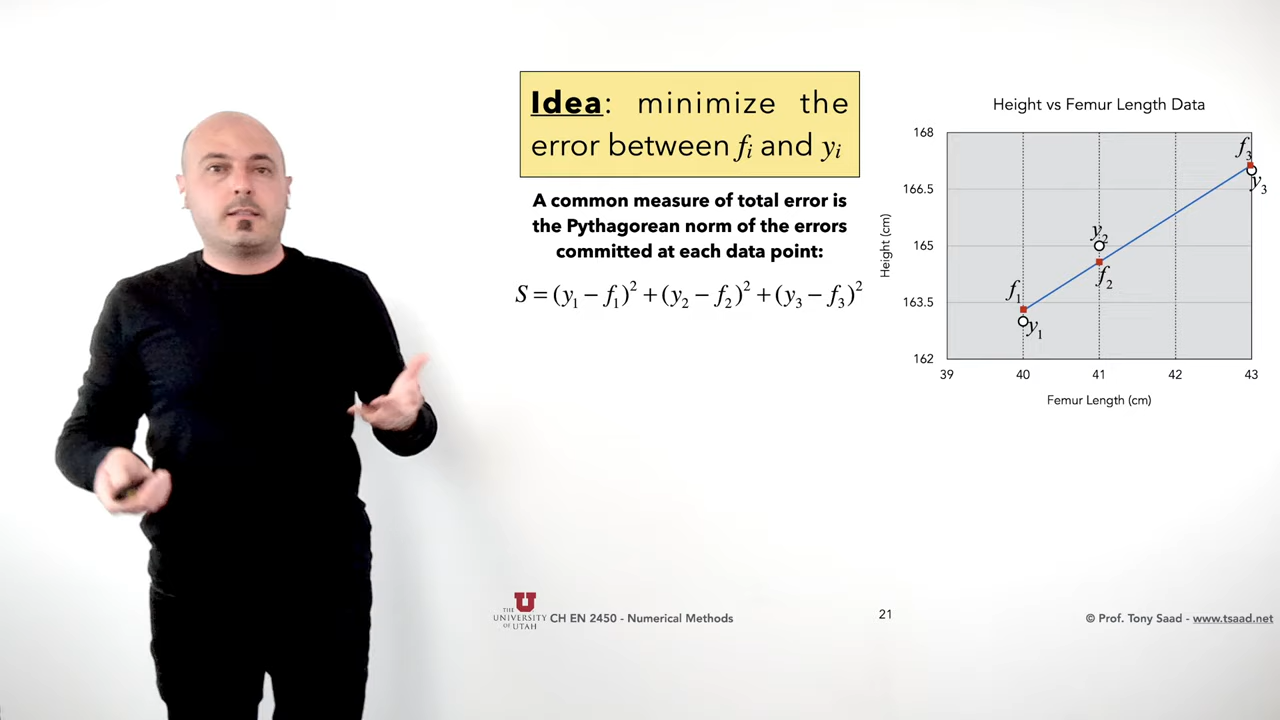 Idea: minimize the
error between fi and yi
A common measure of total error is
the Pythagorean norm of the errors
committed at each data point:
S = (y₁ − f₁)² + (y₂ − f₂)² + (y₃ − f₃)²
Height vs Femur Length Data
Height (cm)
168
166.5
165
163.5
162
f₃
y₃
y₂
f₂
f₁
y₁
39 40 41 42 43
Femur Length (cm)
THE
UNIVERSITY
OF UTAH
CH EN 2450 - Numerical Methods
21
© Prof. Tony Saad - www.tsaad.net